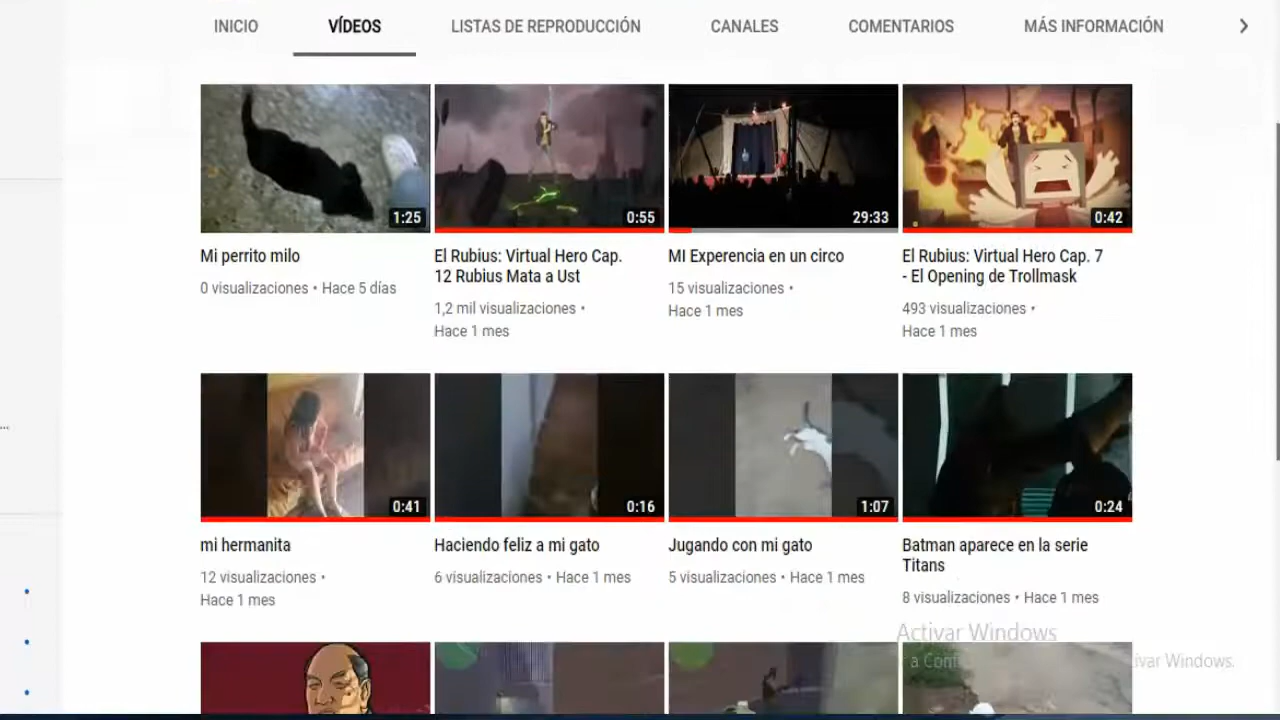 INICIO
VÍDEOS
LISTAS DE REPRODUCCIÓN
CANALES
COMENTARIOS
MÁS INFORMACIÓN
1:25
0:55
29:33
0:42
Mi perrito milo
0 visualizaciones • Hace 5 días
El Rubius: Virtual Hero Cap.
12 Rubius Mata a Ust
1,2 mil visualizaciones •
Hace 1 mes
MI Experencia en un circo
15 visualizaciones •
Hace 1 mes
El Rubius: Virtual Hero Cap. 7
- El Opening de Trollmask
493 visualizaciones •
Hace 1 mes
...
0:41
0:16
1:07
0:24
mi hermanita
12 visualizaciones •
Hace 1 mes
Haciendo feliz a mi gato
6 visualizaciones • Hace 1 mes
Jugando con mi gato
5 visualizaciones • Hace 1 mes
Batman aparece en la serie
Titans
8 visualizaciones • Hace 1 mes
Activar Windows
a Confi ivar Windows.